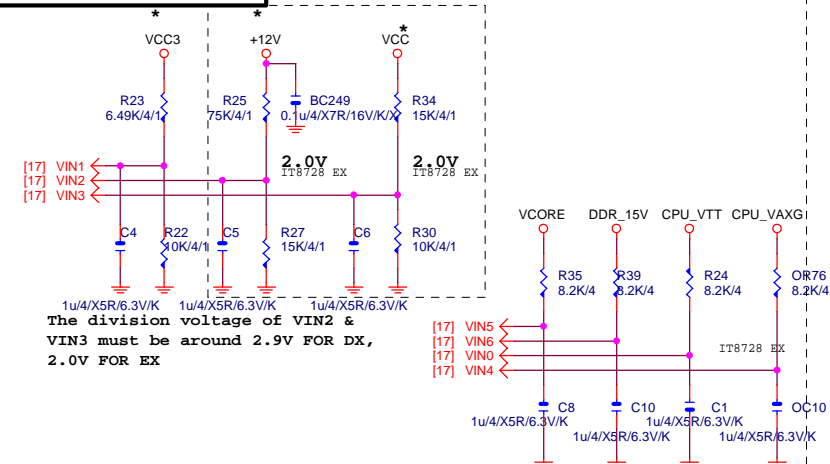 * * *
VCC3 +12V VCC
R23 R25 BC249 R34
6.49K/4/1 75K/4/1 0.1u/4/X7R/16V/K/X 15K/4/1
2.0V 2.0V
IT8728 EX IT8728 EX
[17] VIN1
[17] VIN2
[17] VIN3
C4 R22 C5 R27 C6 R30
10K/4/1 15K/4/1 10K/4/1
1u/4/X5R/6.3V/K 1u/4/X5R/6.3V/K 1u/4/X5R/6.3V/K
The division voltage of VIN2 &
VIN3 must be around 2.9V FOR DX,
2.0V FOR EX
VCORE DDR_15V CPU_VTT CPU_VAXG
R35 R39 R24 OR76
8.2K/4 8.2K/4 8.2K/4 8.2K/4
[17] VIN5
[17] VIN6
[17] VIN0
[17] VIN4
IT8728 EX
C8 C10 C1 OC10
1u/4/X5R/6.3V/K 1u/4/X5R/6.3V/K
1u/4/X5R/6.3V/K 1u/4/X5R/6.3V/K